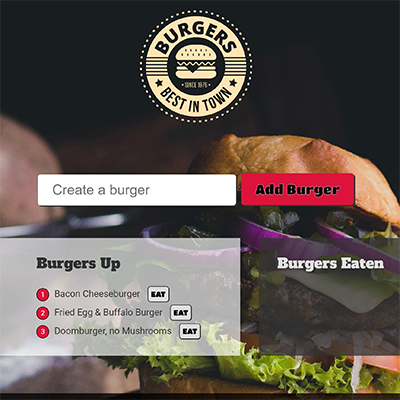 BURGERS
SINCE 1975
BEST IN TOWN
Create a burger
Add Burger
Burgers Up
Burgers Eaten
1 Bacon Cheeseburger EAT
2 Fried Egg & Buffalo Burger EAT
3 Doomburger, no Mushrooms EAT